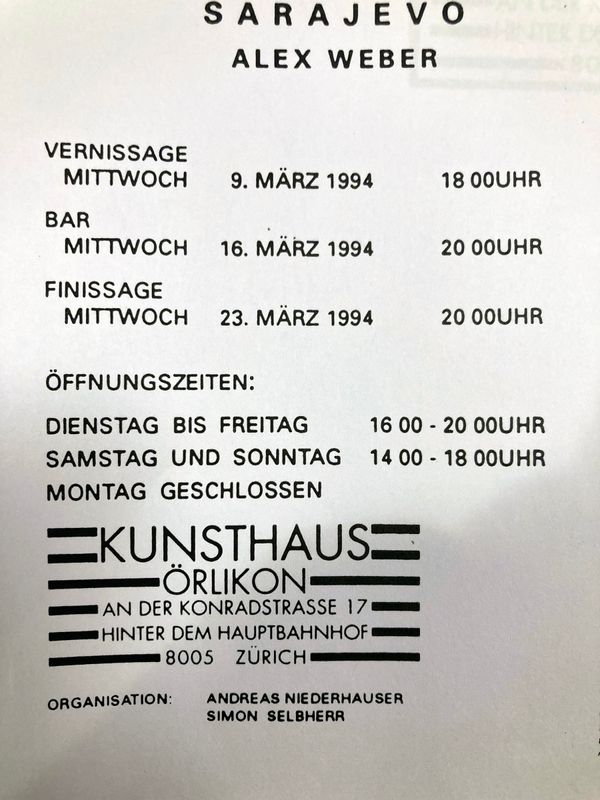 SARAJEVO
ALEX WEBER
VERNISSAGE
MITTWOCH 9. MÄRZ 1994 18 00UHR
BAR
MITTWOCH 16. MÄRZ 1994 20 00UHR
FINISSAGE
MITTWOCH 23. MÄRZ 1994 20 00UHR
ÖFFNUNGSZEITEN:
DIENSTAG BIS FREITAG 16 00 - 20 00UHR
SAMSTAG UND SONNTAG 14 00 - 18 00UHR
MONTAG GESCHLOSSEN
KUNSTHAUS
ÖRLIKON
AN DER KONRADSTRASSE 17
HINTER DEM HAUPTBAHNHOF
8005 ZÜRICH
ORGANISATION: ANDREAS NIEDERHAUSER
SIMON SELBHERR